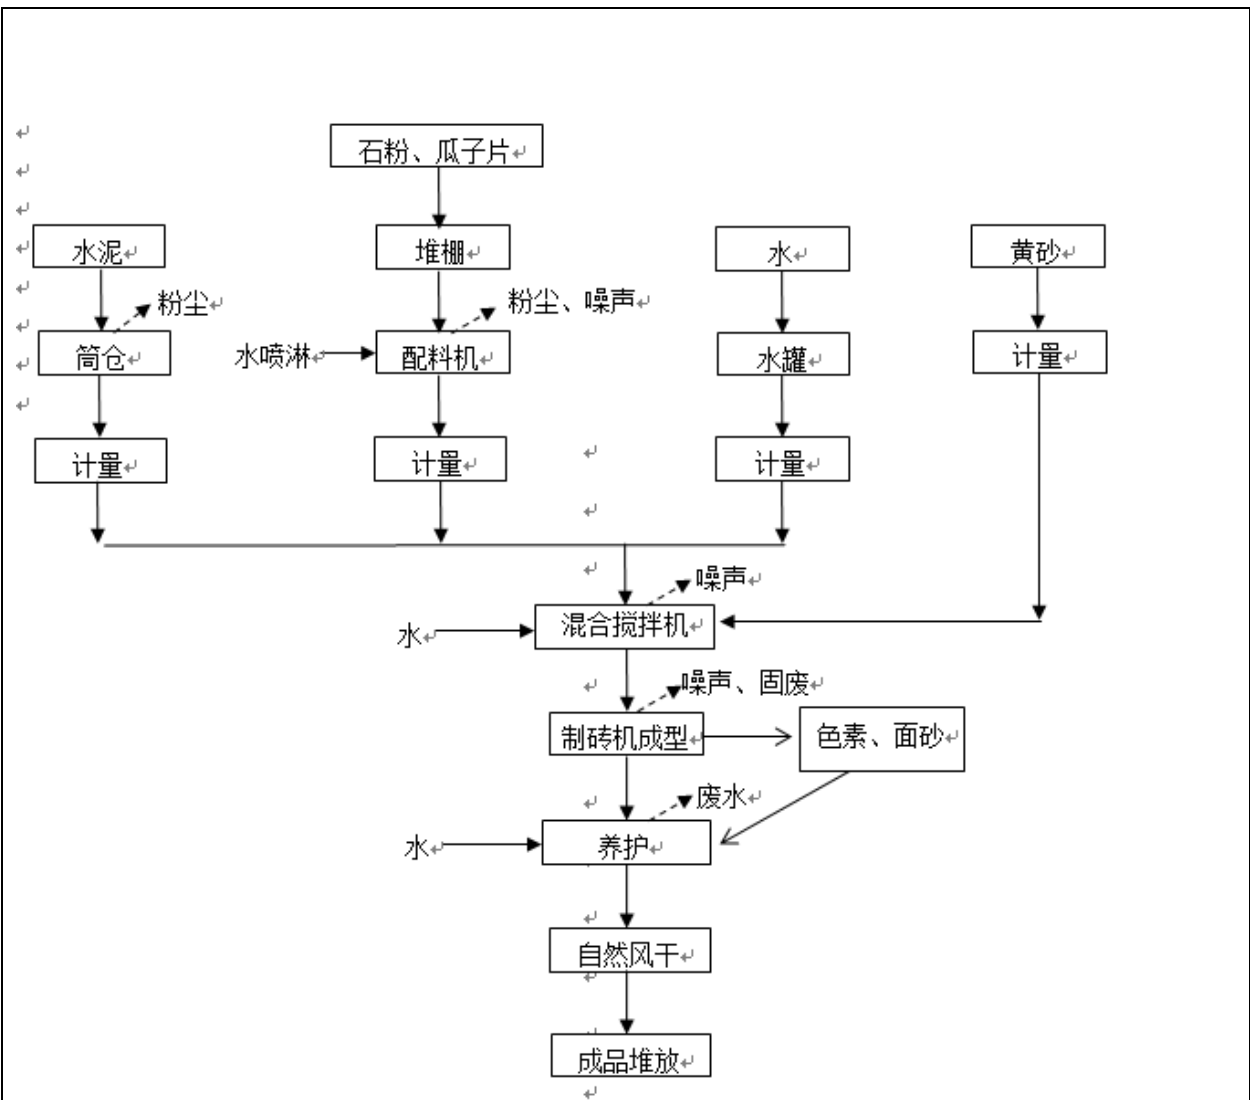 石粉、瓜子片
水泥
堆棚
水
黄砂
粉尘
粉尘、噪声
筒仓
水喷淋
配料机
水罐
计量
计量
计量
计量
噪声
混合搅拌机
水
噪声、固废
制砖机成型
色素、面砂
废水
水
养护
自然风干
成品堆放